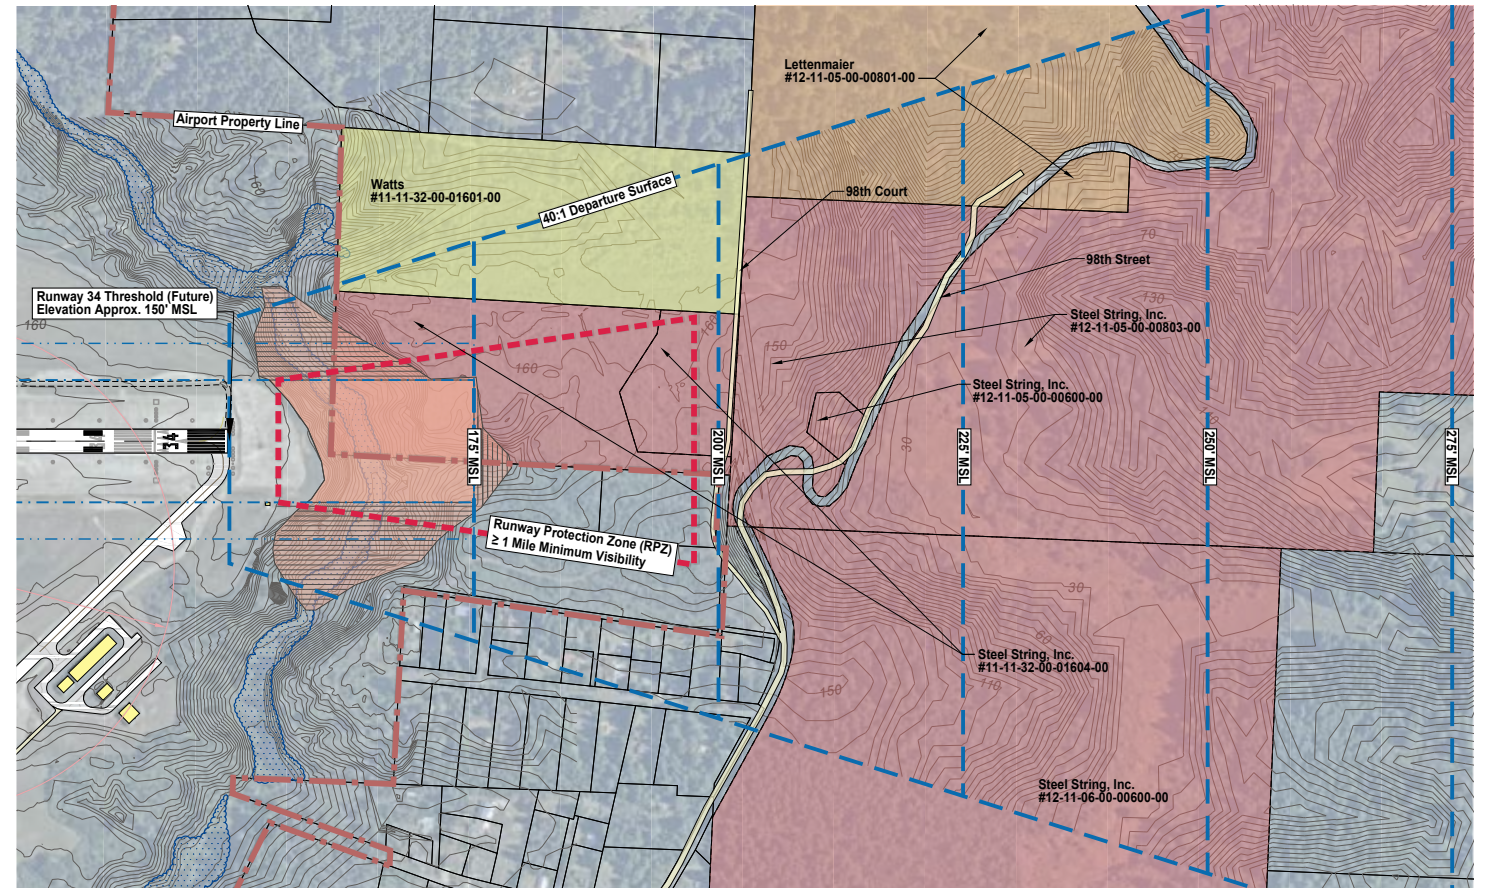 Lettenmaier
#12-11-05-00-00801-00
Airport Property Line
160
Watts
#11-11-32-00-01601-00
98th Court
40:1 Departure Surface
70
98th Street
Runway 34 Threshold (Future)
Elevation Approx. 150' MSL
160
130
Steel String, Inc.
#12-11-05-00-00803-00
160
150
160
Steel String, Inc.
#12-11-05-00-00600-00
34
175' MSL
200' MSL
30
225' MSL
250' MSL
275' MSL
Runway Protection Zone (RPZ)
≥ 1 Mile Minimum Visibility
30
60
Steel String, Inc.
#11-11-32-00-01604-00
110
150
Steel String, Inc.
#12-11-06-00-00600-00